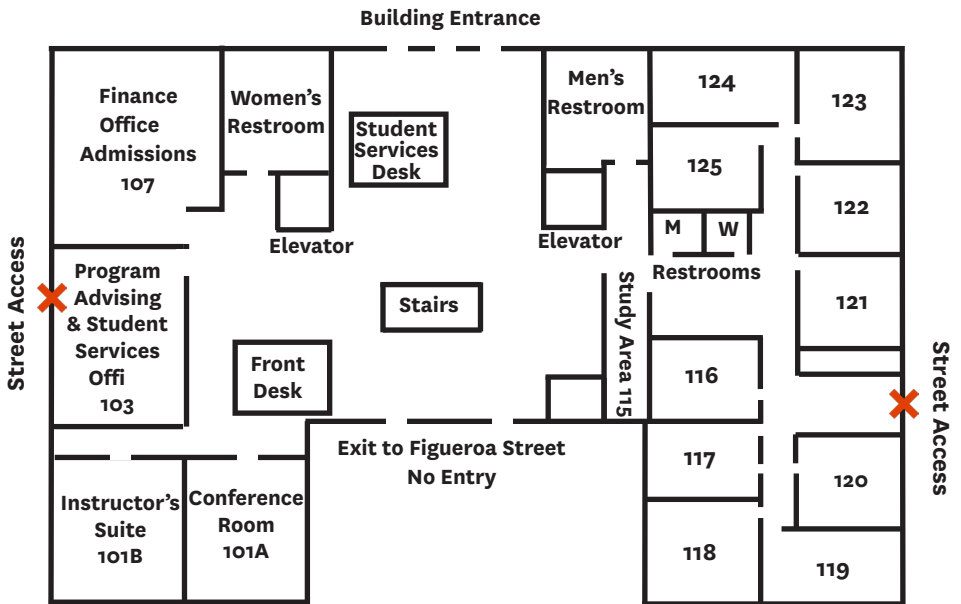 Building Entrance
Finance
Office
Admissions
107
Women's
Restroom
Student
Services
Desk
Men's
Restroom
124
123
125
122
M
W
Restrooms
Elevator
Elevator
Street Access
Program
Advising
& Student
Services
Offi
103
Stairs
Study Area 115
121
Front
Desk
116
Street Access
Exit to Figueroa Street
No Entry
117
120
Instructor's
Suite
101B
Conference
Room
101A
118
119